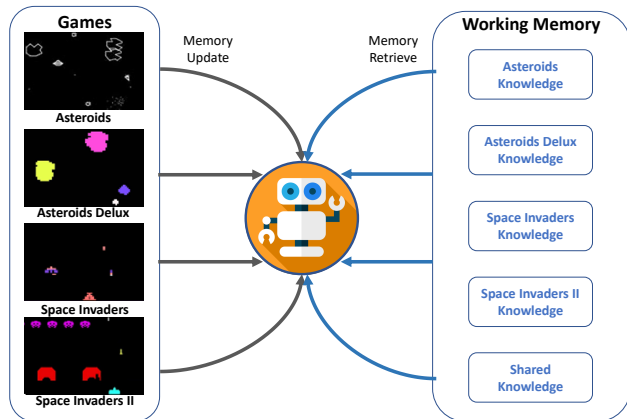 Games
Asteroids
Asteroids Delux
Space Invaders
Space Invaders II
Memory
Update
Memory
Retrieve
Working Memory
Asteroids
Knowledge
Asteroids Delux
Knowledge
Space Invaders
Knowledge
Space Invaders II
Knowledge
Shared
Knowledge